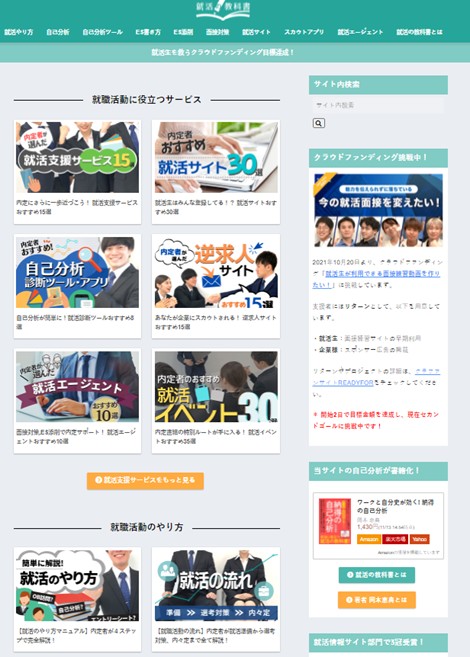 就活の教科書
就活やり方 自己分析 自己分析ツール ES書き方 ES添削 面接対策 就活サイト スカウトアプリ 就活エージェント 就活の教科書とは
就活生も救うクラウドファンディング目標達成！
就職活動に役立つサービス
内定者が
選んだ
就活支援サービス15
内定にさらに一歩近づこう！ 就活支援サービス
おすすめ15選
内定者
おすすめ
就活サイト30選
就活生はみんな登録してる！？ 就活サイトおすす
め30選
内定者
おすすめ!
自己分析
診断ツール・アプリ
自己分析が簡単に！就活診断ツールおすすめ8
選
内定者が
選んだ
逆求人
サイト
おすすめ15選
あなたが企業にスカウトされる！ 逆求人サイト
おすすめ15選
就活エージェント
おすすめ
10選
面接対策,ES添削で内定サポート！ 就活エージェ
ントおすすめ10選
内定者のおすすめ
就活
イベント30
内定直結の特別ルートが手に入る！ 就活イベン
トおすすめ35選
就活支援サービスをもっと見る
就職活動のやり方
簡単に解説!
就活のやり方
OB訪問?
自己分析?
エントリーシート?
【就活のやり方マニュアル】内定者が4ステッ
プで完全解説！
就活の流れ
準備 選考対策 内々定
【就職活動の流れ】内定者が就活準備から選考
対策、内々定まで全て解説！
サイト内検索
サイト内検索
クラウドファンディング挑戦中！
魅力を伝えられずに落ちている
今の就活面接を変えたい!
2021年10月20日より、クラウドファンディ
ング「就活生が利用できる面接練習動画を作り
たい！」に挑戦しています。
支援者にはリターンとして、以下を用意して
います。
・就活生：面接練習サイトの早期利用
・企業様：スポンサー広告の掲載
リターンやプロジェクトの詳細は、クラウドフ
ァンサイトREADYFORをチェックしてくださ
い。
＊ 開始2日で目標金額を達成し、現在セカン
ドゴールに挑戦中です！
当サイトの自己分析が書籍化！
納得の
自己分析
ワークと自分史が効く! 納得
の自己分析
岡本 恵典
1,430円
Amazon 楽天市場 Yahoo
就活の教科書とは
著者 岡本恵典とは
就活情報サイト部門で3冠受賞！